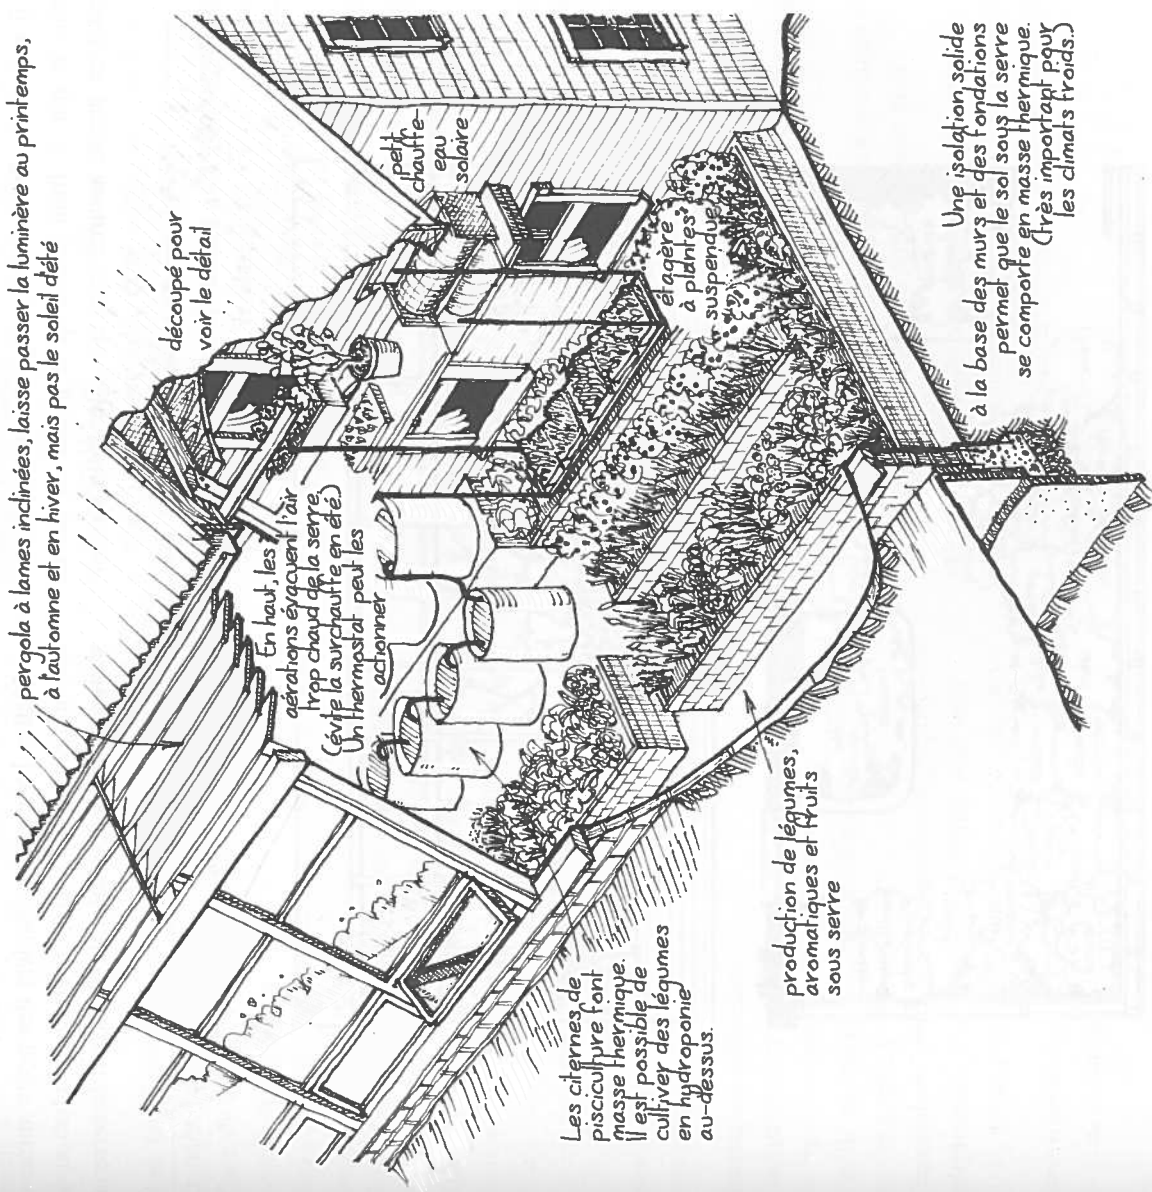 pergola à lames inclinées, laisse passer la luminière au printemps,
à l'automne et en hiver, mais pas le soleil d'été
découpé pour
voir le détail
petit
chauffe-
eau
solaire
En haut, les
aérations évacuent l'air
trop chaud de la serre.
(évite la surchauffe en été)
Un thermostat peut les
actionner
étagère
à plantes
suspendue
Les citernes de
pisciculture font
masse thermique.
Il est possible de
cultiver des légumes
en hydroponie
au-dessus.
production de légumes,
aromatiques et fruits
sous serre
Une isolation solide
à la base des murs et des fondations
permet que le sol sous la serre
se comporte en masse thermique.
(très important pour
les climats froids.)